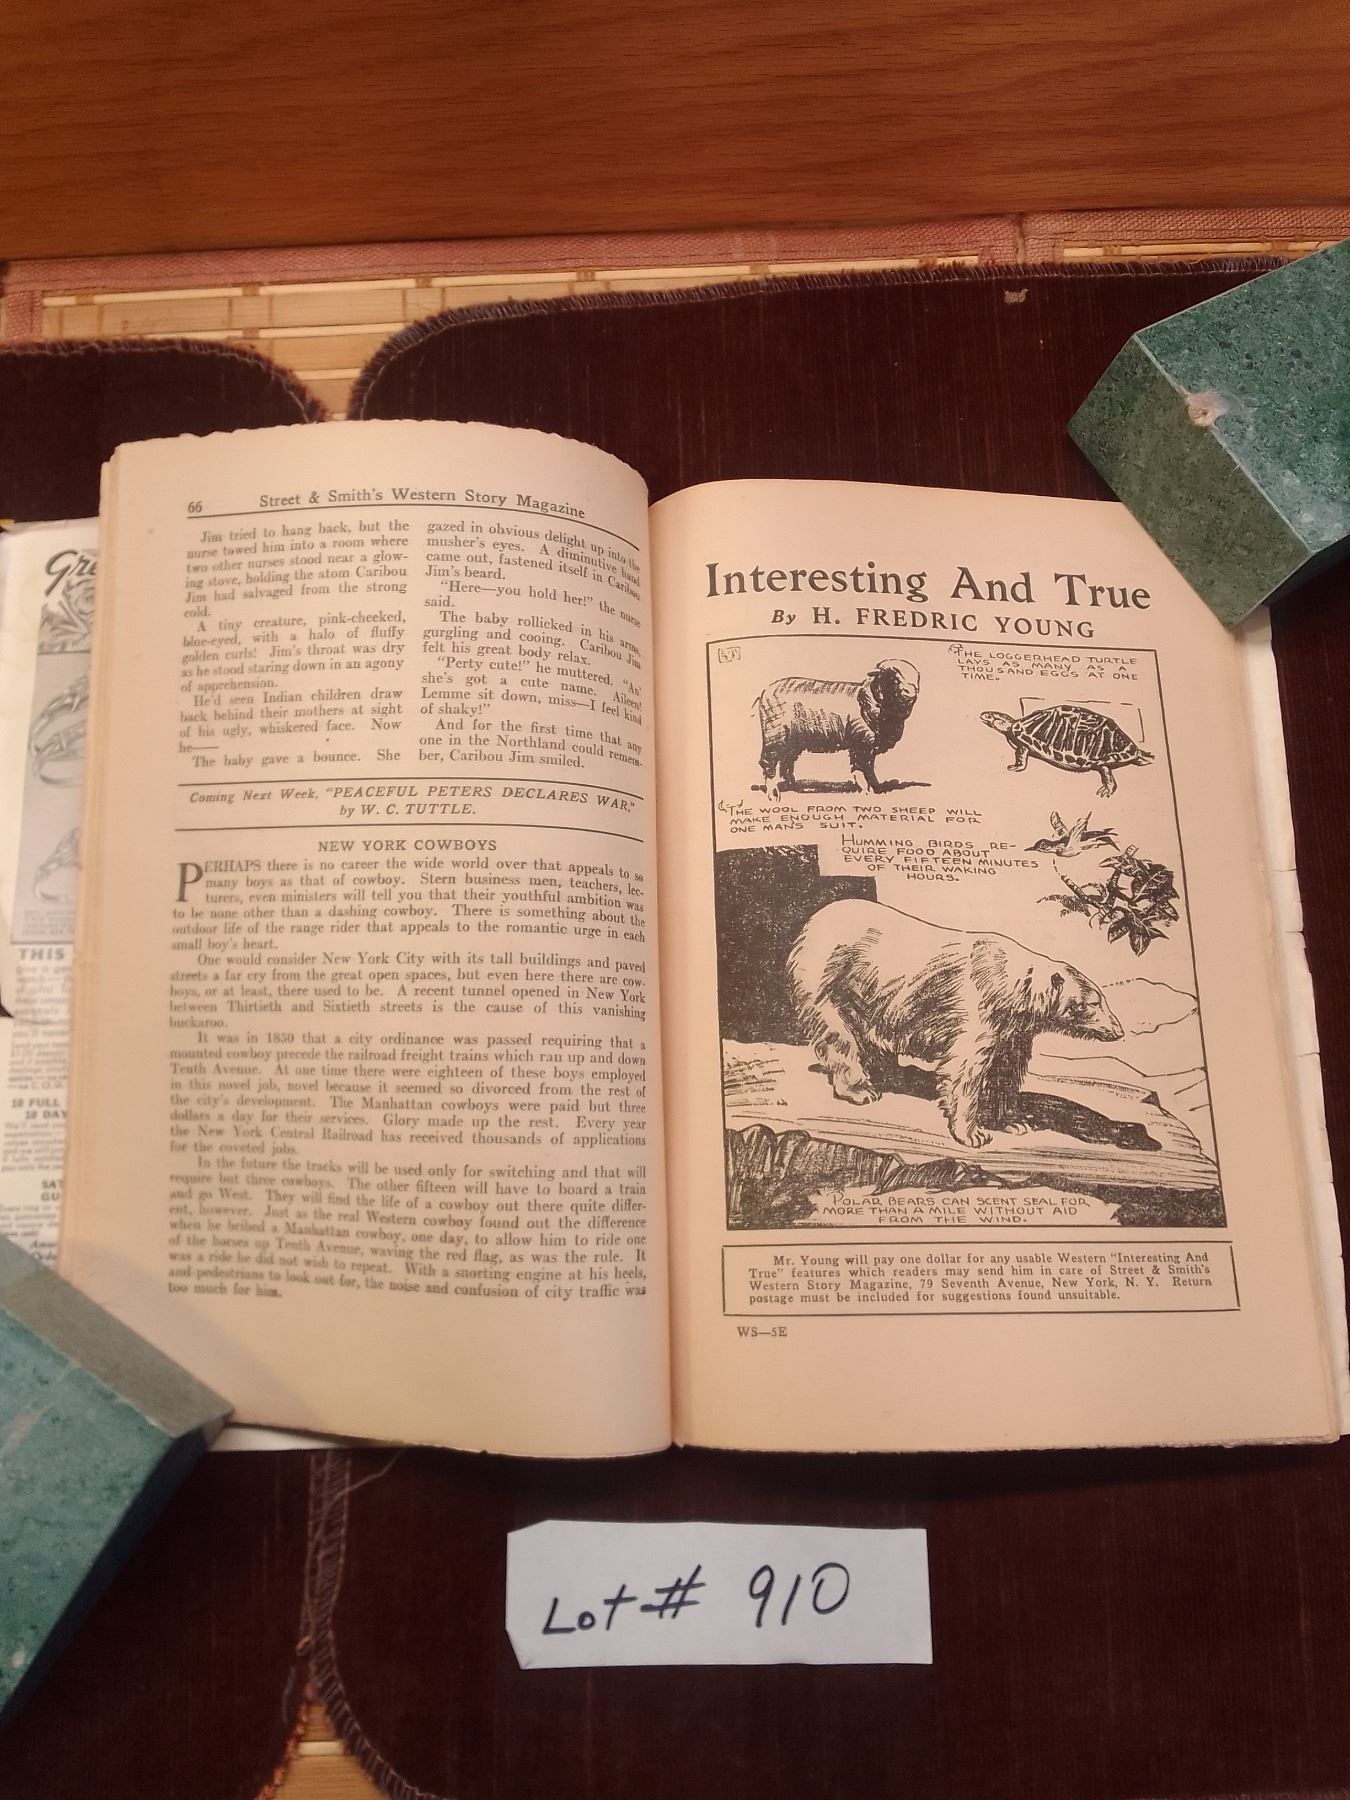 66
Street & Smith's Western Story Magazine
Jim tried to hang back, but the
nurse towed him into a room where
two other nurses stood near a glow-
ing stove, holding the atom Caribou
Jim had salvaged from the strong
cold.
A tiny creature, pink-cheeked,
blue-eyed, with a halo of fluffy
golden curls! Jim's throat was dry
as he stood staring down in an agony
of apprehension.
He'd seen Indian children draw
back behind their mothers at sight
of his ugly, whiskered face. Now
he——
The baby gave a bounce. She
gazed in obvious delight up into the
musher's eyes. A diminutive hand
came out, fastened itself in Caribou
Jim's beard.
"Here—you hold her!" the nurse
said.
The baby rollicked in his arms,
gurgling and cooing. Caribou Jim
felt his great body relax.
"Perty cute!" he muttered. "An'
she's got a cute name. Aileen!
Lemme sit down, miss—I feel kind
of shaky!"
And for the first time that any
one in the Northland could remem-
ber, Caribou Jim smiled.
Coming Next Week, "PEACEFUL PETERS DECLARES WAR,"
by W. C. TUTTLE.
NEW YORK COWBOYS
PERHAPS there is no career the wide world over that appeals to so
many boys as that of cowboy. Stern business men, teachers, lec-
turers, even ministers will tell you that their youthful ambition was
to be none other than a dashing cowboy. There is something about the
outdoor life of the range rider that appeals to the romantic urge in each
small boy's heart.
One would consider New York City with its tall buildings and paved
streets a far cry from the great open spaces, but even here there are cow-
boys, or at least, there used to be. A recent tunnel opened in New York
between Thirtieth and Sixtieth streets is the cause of this vanishing
buckaroo.
It was in 1850 that a city ordinance was passed requiring that a
mounted cowboy precede the railroad freight trains which ran up and down
Tenth Avenue. At one time there were eighteen of these boys employed
in this novel job, novel because it seemed so divorced from the rest of
the city's development. The Manhattan cowboys were paid but three
dollars a day for their services. Glory made up the rest. Every year
the New York Central Railroad has received thousands of applications
for the coveted jobs.
In the future the tracks will be used only for switching and that will
require but three cowboys. The other fifteen will have to board a train
and go West. They will find the life of a cowboy out there quite differ-
ent, however. Just as the real Western cowboy found out the difference
when he bribed a Manhattan cowboy, one day, to allow him to ride one
of the horses up Tenth Avenue, waving the red flag, as was the rule. It
was a ride he did not wish to repeat. With a snorting engine at his heels,
and pedestrians to look out for, the noise and confusion of city traffic was
too much for him.
Interesting And True
By H. FREDRIC YOUNG
THE LOGGERHEAD TURTLE
LAYS AS MANY AS A
THOUSAND EGGS AT ONE
TIME.
THE WOOL FROM TWO SHEEP WILL
MAKE ENOUGH MATERIAL FOR
ONE MAN'S SUIT.
HUMMING BIRDS RE-
QUIRE FOOD ABOUT
EVERY FIFTEEN MINUTES
OF THEIR WAKING
HOURS.
POLAR BEARS CAN SCENT SEAL FOR
MORE THAN A MILE WITHOUT AID
FROM THE WIND.
Mr. Young will pay one dollar for any usable Western "Interesting And
True" features which readers may send him in care of Street & Smith's
Western Story Magazine, 79 Seventh Avenue, New York, N. Y. Return
postage must be included for suggestions found unsuitable.
WS—5E
THIS
10 FULL
10 DAY
Lot # 910